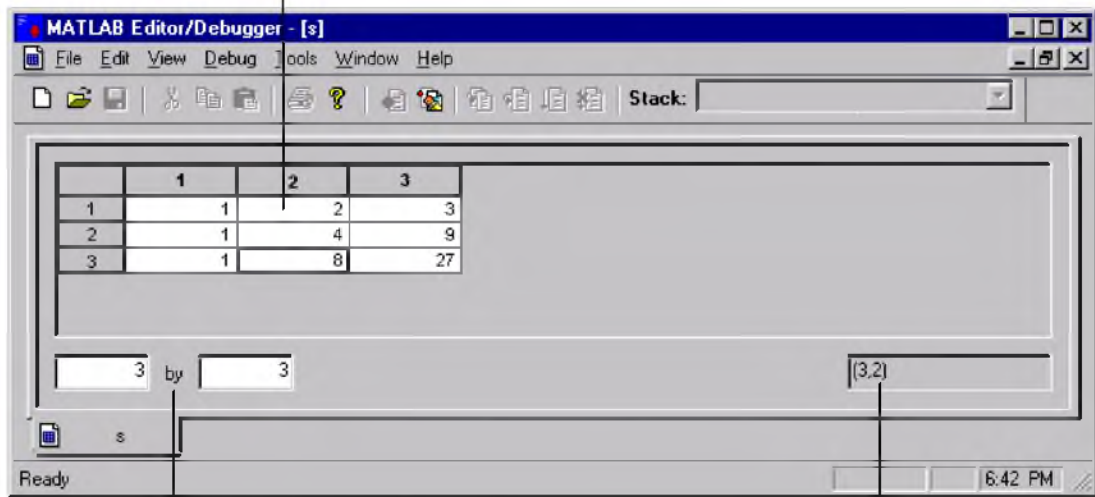 MATLAB Editor/Debugger - [s]
File Edit View Debug Tools Window Help
Stack:
1 2 3
1 1 2 3
2 1 4 9
3 1 8 27
3 by 3 (3,2)
s
Ready 6:42 PM